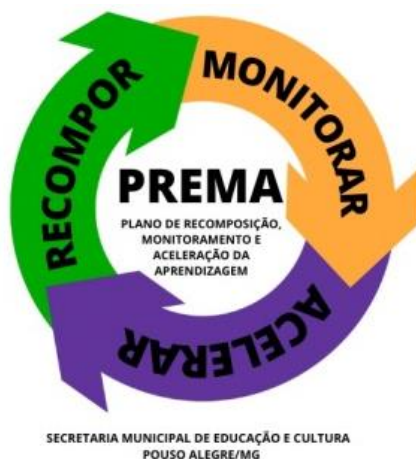 RECOMPOR
MONITORAR
ACELERAR
PREMA
PLANO DE RECOMPOSIÇÃO,
MONITORAMENTO E
ACELERAÇÃO DA
APRENDIZAGEM
SECRETARIA MUNICIPAL DE EDUCAÇÃO E CULTURA
POUSO ALEGRE/MG